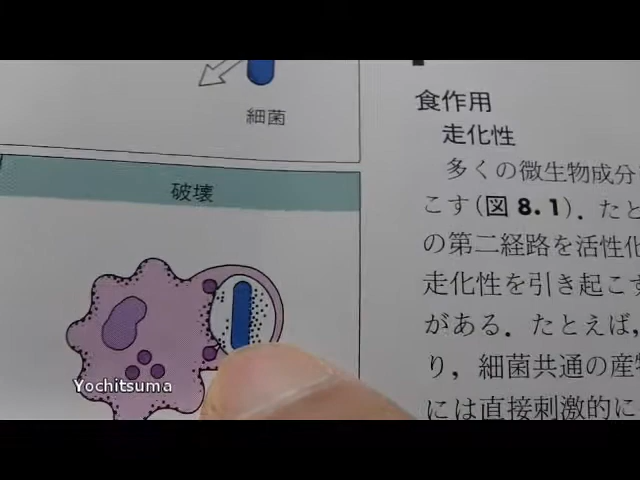 細菌
破壊
食作用
走化性
多くの微生物成分
こす(図 8.1).たと
の第二経路を活性化
走化性を引き起こす
がある.たとえば,
り,細菌共通の産物
には直接刺激的に
Yochitsuma